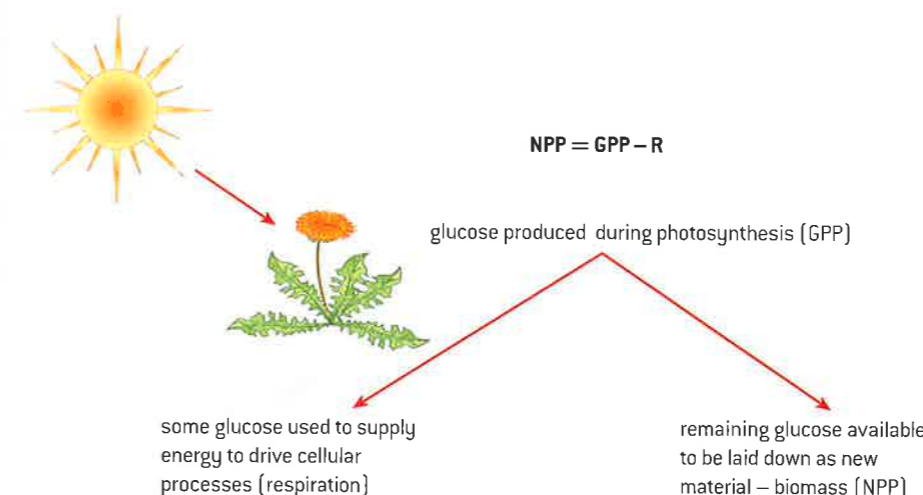 NPP = GPP – R
glucose produced during photosynthesis (GPP)
some glucose used to supply
energy to drive cellular
processes (respiration)
remaining glucose available
to be laid down as new
material – biomass (NPP)